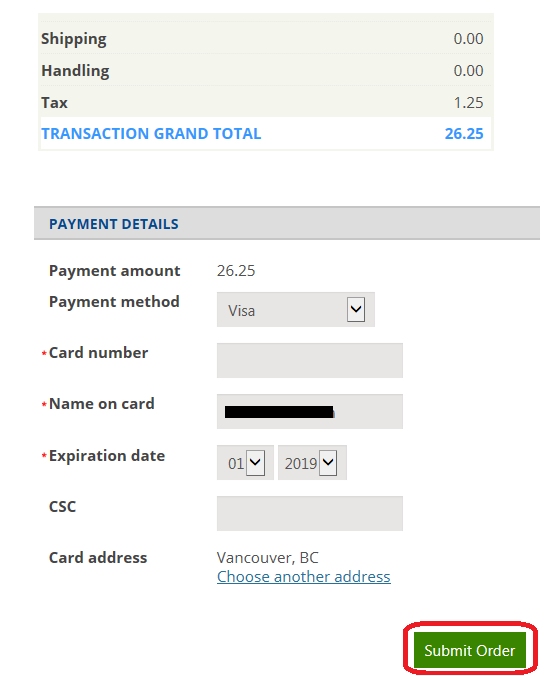 Shipping 0.00
Handling 0.00
Tax 1.25
TRANSACTION GRAND TOTAL 26.25
PAYMENT DETAILS
Payment amount 26.25
Payment method Visa
*Card number
*Name on card
*Expiration date 01 2019
CSC
Card address Vancouver, BC
Choose another address
Submit Order